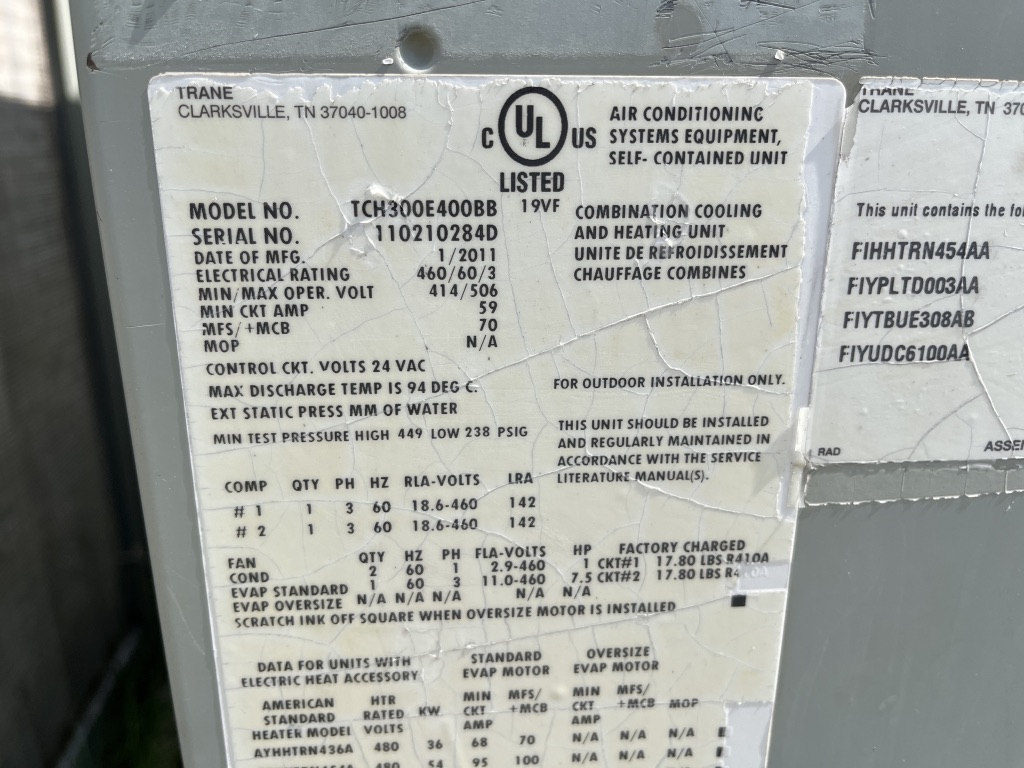 TRANE
CLARKSVILLE, TN 37040-1008
C UL US
LISTED
19VF
AIR CONDITIONING
SYSTEMS EQUIPMENT,
SELF- CONTAINED UNIT
MODEL NO. TCH300E400BB
SERIAL NO. 110210284D
DATE OF MFG. 1/2011
ELECTRICAL RATING 460/60/3
MIN/MAX OPER. VOLT 414/506
MIN CKT AMP 59
MFS/+MCB 70
MOP N/A
COMBINATION COOLING
AND HEATING UNIT
UNITE DE REFROIDISSEMENT
CHAUFFAGE COMBINES
CONTROL CKT. VOLTS 24 VAC
MAX DISCHARGE TEMP IS 94 DEG C.
EXT STATIC PRESS MM OF WATER
MIN TEST PRESSURE HIGH 449 LOW 238 PSIG
FOR OUTDOOR INSTALLATION ONLY.
THIS UNIT SHOULD BE INSTALLED
AND REGULARLY MAINTAINED IN
ACCORDANCE WITH THE SERVICE
LITERATURE MANUAL(S).
COMP QTY PH HZ RLA-VOLTS LRA
# 1 1 3 60 18.6-460 142
# 2 1 3 60 18.6-460 142
FAN QTY HZ PH FLA-VOLTS HP FACTORY CHARGED
COND 2 60 1 2.9-460 1 CKT#1 17.80 LBS R410A
EVAP STANDARD 1 60 3 11.0-460 7.5 CKT#2 17.80 LBS
EVAP OVERSIZE N/A N/A N/A N/A N/A
SCRATCH INK OFF SQUARE WHEN OVERSIZE MOTOR IS INSTALLED
DATA FOR UNITS WITH
ELECTRIC HEAT ACCESSORY
STANDARD
EVAP MOTOR
OVERSIZE
EVAP MOTOR
AMERICAN HTR MIN MFS/ MIN MFS/
STANDARD RATED KW CKT +MCB CKT +MCB MOP
HEATER MODEL VOLTS AMP AMP
AYHHTRN436A 480 36 68 70 N/A N/A N/A
480 54 95 100 N/A N/A N/A
TRANE
CLARKSVILLE, TN
This unit contains the
FIHHTRN454AA
FIYPLTD003AA
FIYTBUE308AB
FIYUDC6100AA
RAD